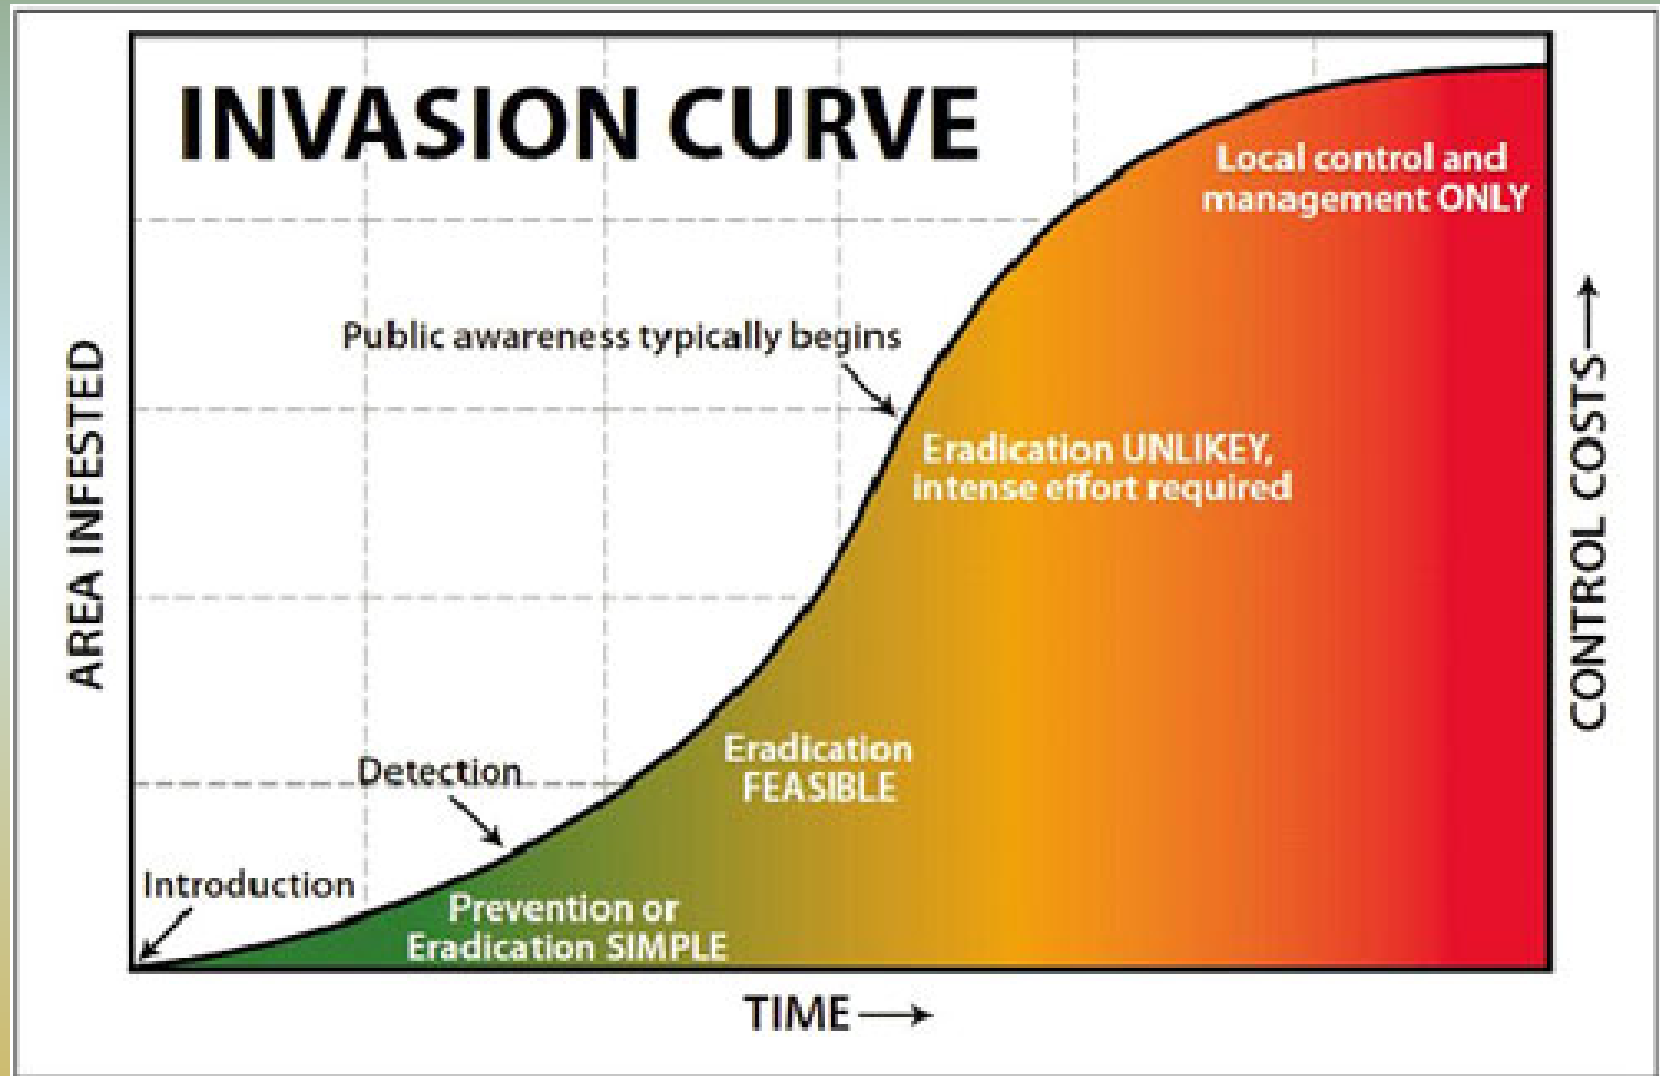 INVASION CURVE
Local control and
management ONLY
Public awareness typically begins
Eradication UNLIKEY,
intense effort required
Eradication
FEASIBLE
Detection
Introduction
Prevention or
Eradication SIMPLE
AREA INFESTED
CONTROL COSTS→
TIME→